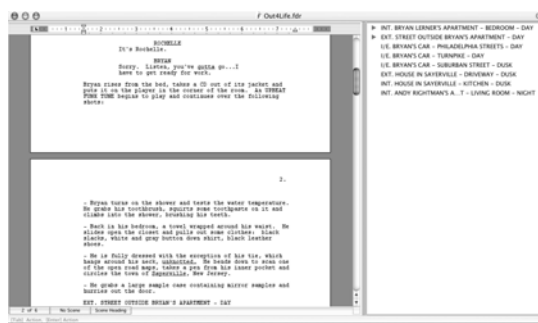 Out4Life.fdr
ROCHELLE
It's Rochelle.
BRYAN
Sorry. Listen, you've gotta go...I
have to get ready for work.
Bryan rises from the bed, takes a CD out of its jacket and
puts it on the player in the corner of the room. An UPBEAT
FUNK TUNE begins to play and continues over the following
shots:
2.
- Bryan turns on the shower and tests the water temperature.
He grabs his toothbrush, squirts some toothpaste on it and
climbs into the shower, brushing his teeth.
- Back in his bedroom, a towel wrapped around his waist. He
slides open the closet and pulls out some clothes: black
slacks, white and gray button down shirt, black leather
shoes.
- He is fully dressed with the exception of his tie, which
hangs around his neck, unknotted. He bends down to scan one
of the open road maps, takes a pen from his inner pocket and
circles the town of Sayerville, New Jersey.
- He grabs a large sample case containing mirror samples and
hurries out the door.
EXT. STREET OUTSIDE BRYAN'S APARTMENT - DAY
2 of 6 No Scene Scene Heading
INT. BRYAN LERNER'S APARTMENT - BEDROOM - DAY
EXT. STREET OUTSIDE BRYAN'S APARTMENT - DAY
I/E. BRYAN'S CAR - PHILADELPHIA STREETS - DAY
I/E. BRYAN'S CAR - TURNPIKE - DAY
I/E. BRYAN'S CAR - SUBURBAN STREET - DUSK
EXT. HOUSE IN SAYERVILLE - DRIVEWAY - DUSK
INT. HOUSE IN SAYERVILLE - KITCHEN - DUSK
INT. ANDY RIGHTMAN'S A...T - LIVING ROOM - NIGHT